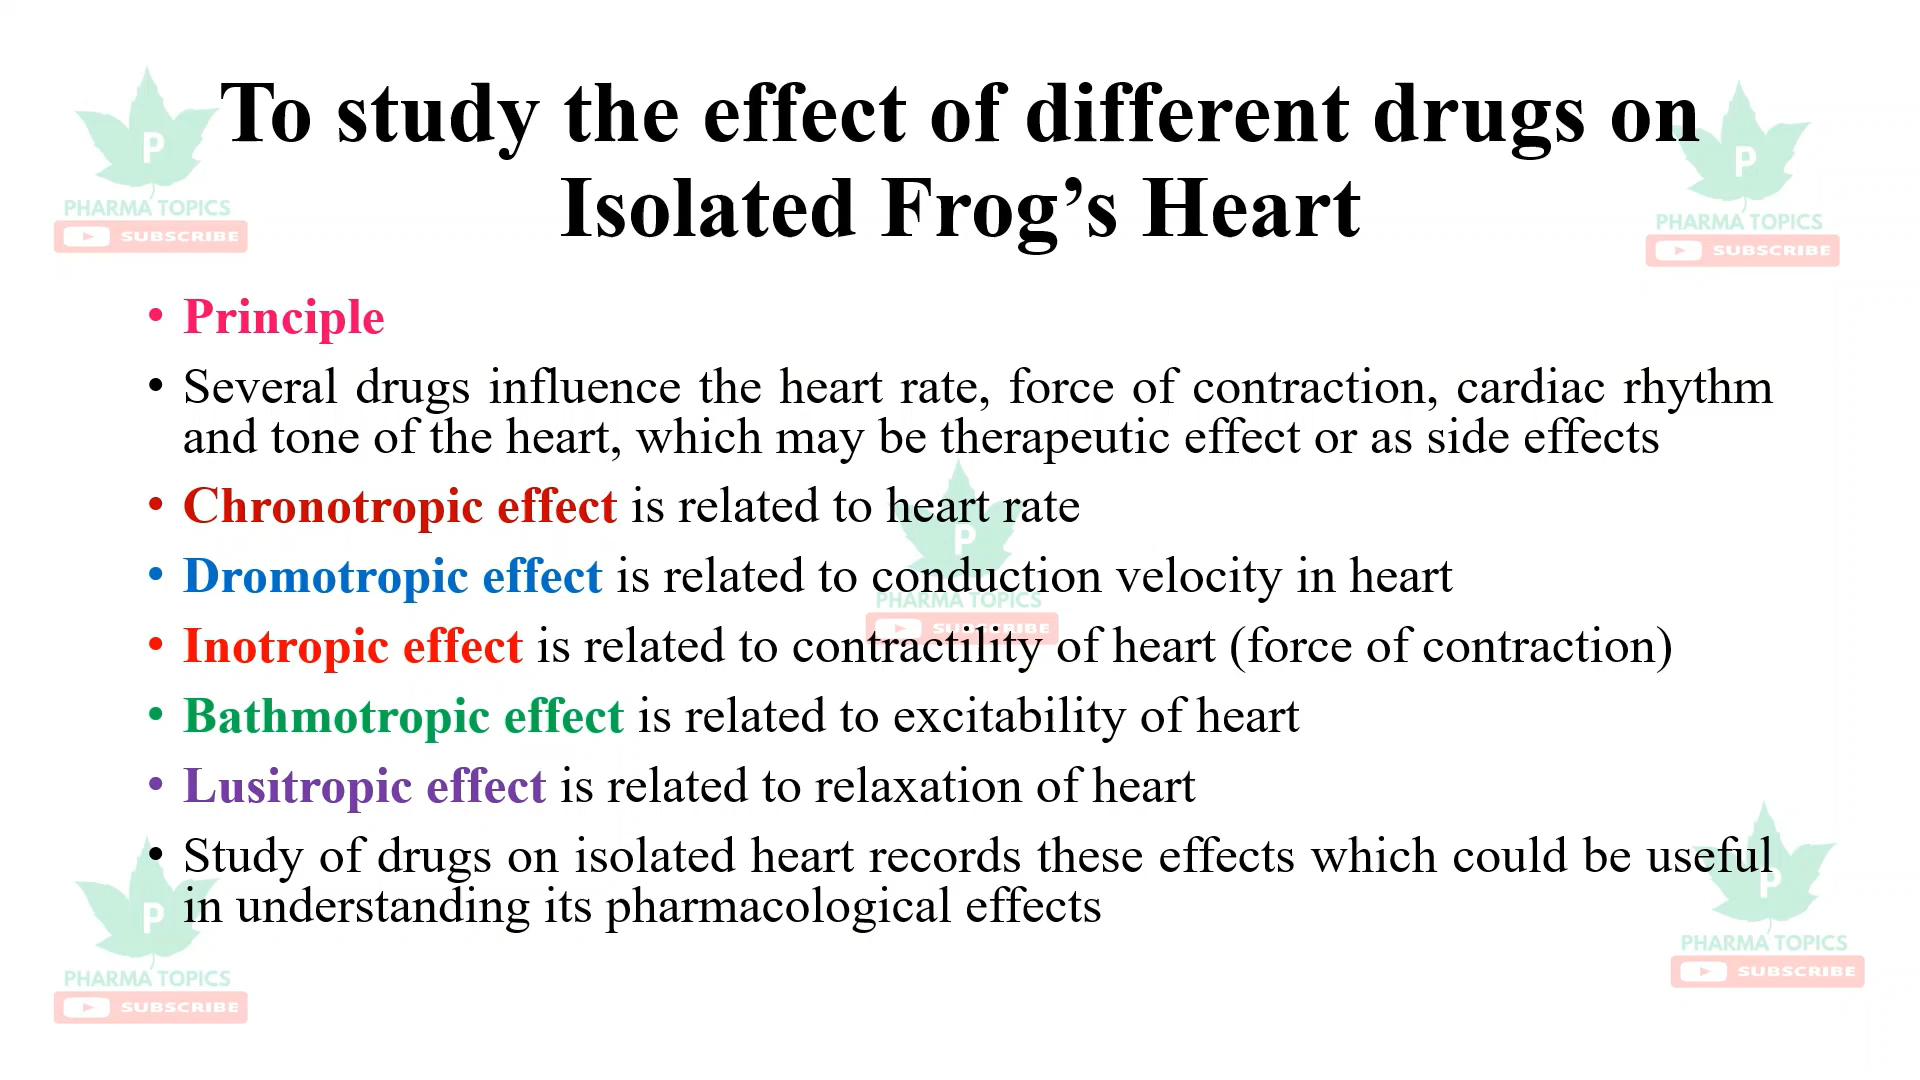 To study the effect of different drugs on
Isolated Frog’s Heart
P
PHARMA TOPICS
SUBSCRIBE
P
PHARMA TOPICS
SUBSCRIBE
• Principle
• Several drugs influence the heart rate, force of contraction, cardiac rhythm
and tone of the heart, which may be therapeutic effect or as side effects
• Chronotropic effect is related to heart rate
• Dromotropic effect is related to conduction velocity in heart
• Inotropic effect is related to contractility of heart (force of contraction)
• Bathmotropic effect is related to excitability of heart
• Lusitropic effect is related to relaxation of heart
• Study of drugs on isolated heart records these effects which could be useful
in understanding its pharmacological effects
P
PHARMA TOPICS
SUBSCRIBE
P
PHARMA TOPICS
SUBSCRIBE
P
PHARMA TOPICS
SUBSCRIBE